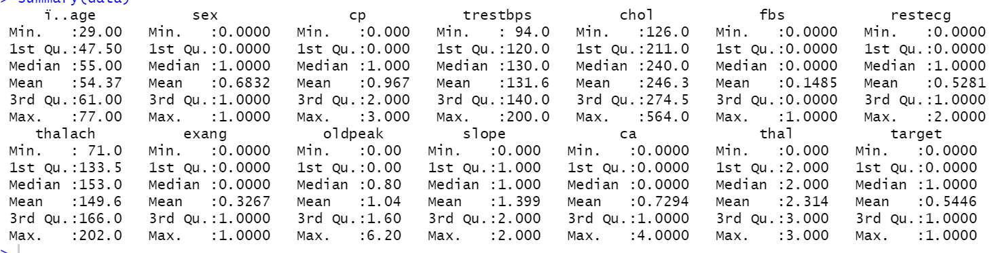 > summary(data)
ï..age sex cp trestbps chol fbs restecg
Min. :29.00 Min. :0.0000 Min. :0.000 Min. : 94.0 Min. :126.0 Min. :0.0000 Min. :0.0000
1st Qu.:47.50 1st Qu.:0.0000 1st Qu.:0.000 1st Qu.:120.0 1st Qu.:211.0 1st Qu.:0.0000 1st Qu.:0.0000
Median :55.00 Median :1.0000 Median :1.000 Median :130.0 Median :240.0 Median :0.0000 Median :1.0000
Mean :54.37 Mean :0.6832 Mean :0.967 Mean :131.6 Mean :246.3 Mean :0.1485 Mean :0.5281
3rd Qu.:61.00 3rd Qu.:1.0000 3rd Qu.:2.000 3rd Qu.:140.0 3rd Qu.:274.5 3rd Qu.:0.0000 3rd Qu.:1.0000
Max. :77.00 Max. :1.0000 Max. :3.000 Max. :200.0 Max. :564.0 Max. :1.0000 Max. :2.0000
thalach exang oldpeak slope ca thal target
Min. : 71.0 Min. :0.0000 Min. :0.00 Min. :0.000 Min. :0.0000 Min. :0.000 Min. :0.0000
1st Qu.:133.5 1st Qu.:0.0000 1st Qu.:0.00 1st Qu.:1.000 1st Qu.:0.0000 1st Qu.:2.000 1st Qu.:0.0000
Median :153.0 Median :0.0000 Median :0.80 Median :1.000 Median :0.0000 Median :2.000 Median :1.0000
Mean :149.6 Mean :0.3267 Mean :1.04 Mean :1.399 Mean :0.7294 Mean :2.314 Mean :0.5446
3rd Qu.:166.0 3rd Qu.:1.0000 3rd Qu.:1.60 3rd Qu.:2.000 3rd Qu.:1.0000 3rd Qu.:3.000 3rd Qu.:1.0000
Max. :202.0 Max. :1.0000 Max. :6.20 Max. :2.000 Max. :4.0000 Max. :3.000 Max. :1.0000
>